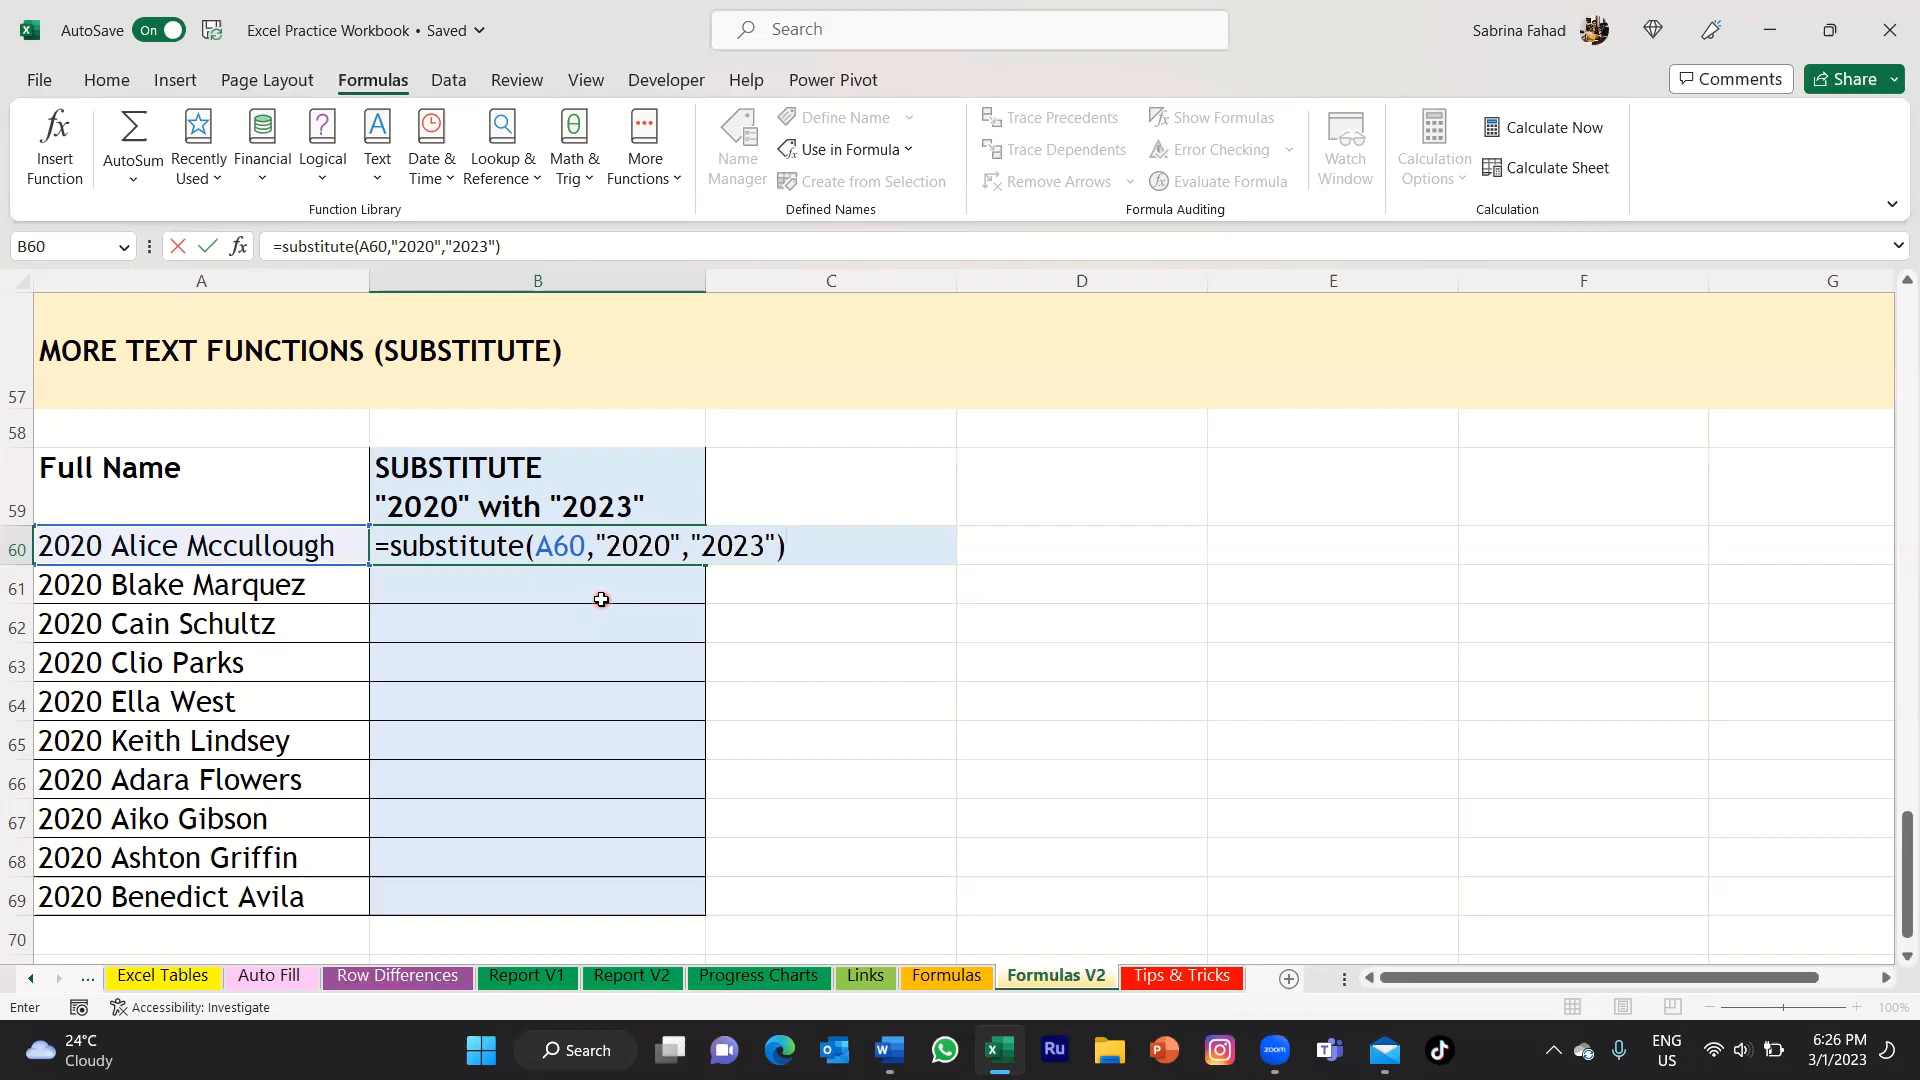 AutoSave On Excel Practice Workbook • Saved Search Sabrina Fahad
File Home Insert Page Layout Formulas Data Review View Developer Help Power Pivot Comments Share
Insert Function AutoSum Recently Used Financial Logical Text Date & Time Lookup & Reference Math & Trig More Functions
Function Library
Name Manager Define Name Use in Formula Create from Selection
Defined Names
Trace Precedents Show Formulas
Trace Dependents Error Checking
Remove Arrows Evaluate Formula
Watch Window
Formula Auditing
Calculation Options Calculate Now
Calculate Sheet
Calculation
B60 fx =substitute(A60,"2020","2023")
A B C D E F G
57 MORE TEXT FUNCTIONS (SUBSTITUTE)
58
59 Full Name SUBSTITUTE
"2020" with "2023"
60 2020 Alice Mccullough =substitute(A60,"2020","2023")
61 2020 Blake Marquez
62 2020 Cain Schultz
63 2020 Clio Parks
64 2020 Ella West
65 2020 Keith Lindsey
66 2020 Adara Flowers
67 2020 Aiko Gibson
68 2020 Ashton Griffin
69 2020 Benedict Avila
70
... Excel Tables Auto Fill Row Differences Report V1 Report V2 Progress Charts Links Formulas Formulas V2 Tips & Tricks
Enter Accessibility: Investigate 100%
24°C
Cloudy
Search
Ru
zoom
ENG
US
6:26 PM
3/1/2023